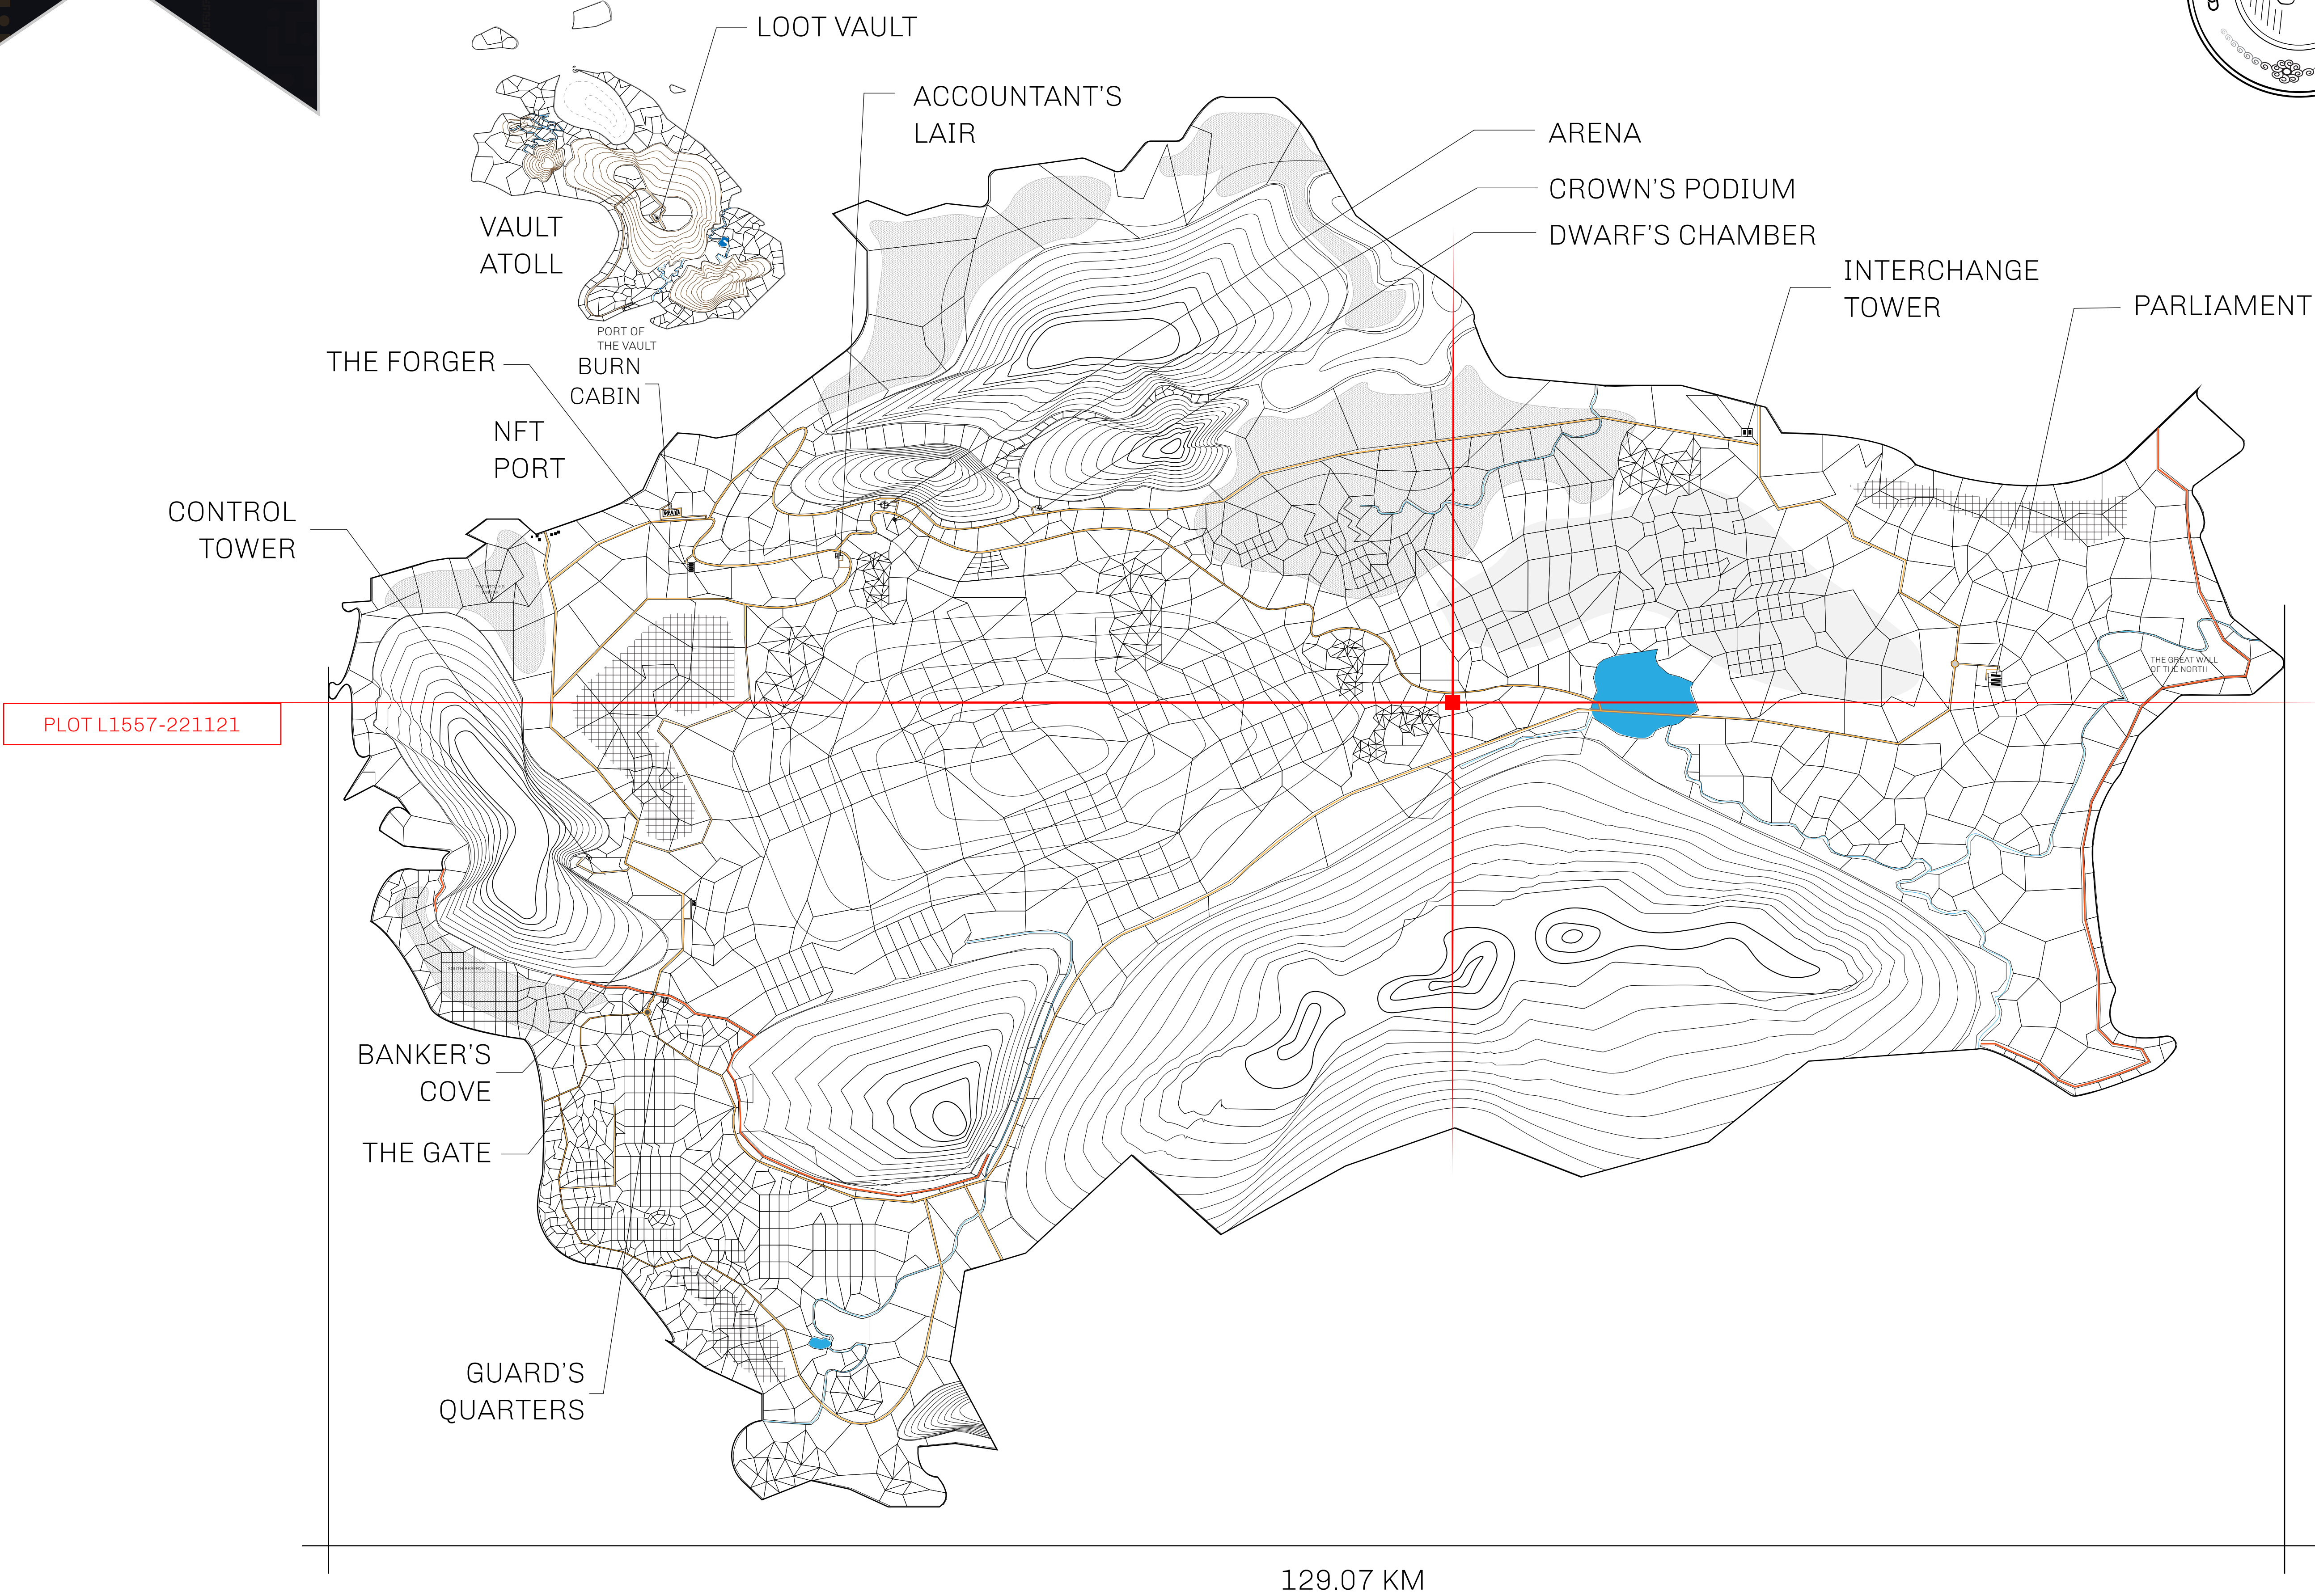 LOOT VAULT
ACCOUNTANT'S
LAIR
ARENA
CROWN'S PODIUM
DWARF'S CHAMBER
INTERCHANGE
TOWER
PARLIAMENT
VAULT
ATOLL
PORT OF
THE VAULT
THE FORGER
BURN
CABIN
NFT
PORT
CONTROL
TOWER
THE GREAT WALL
OF THE NORTH
PLOT L1557-221121
SOUTH RESERVE
BANKER'S
COVE
THE GATE
GUARD'S
QUARTERS
129.07 KM